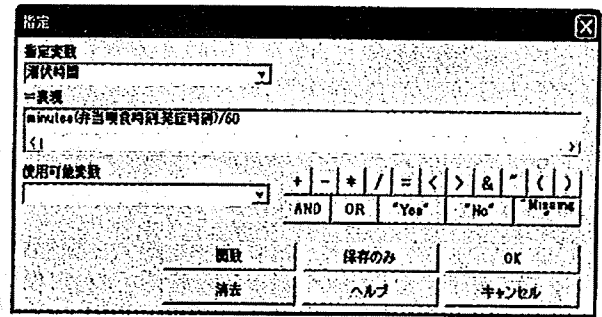 指定
指定変数
潜伏時間
=表現
minutes(弁当喫食時刻,発症時刻)/60
使用可能変数
+ - * / = < > & " ( )
AND OR "Yes" "No" "Missing"
関数 保存のみ OK
消去 ヘルプ キャンセル